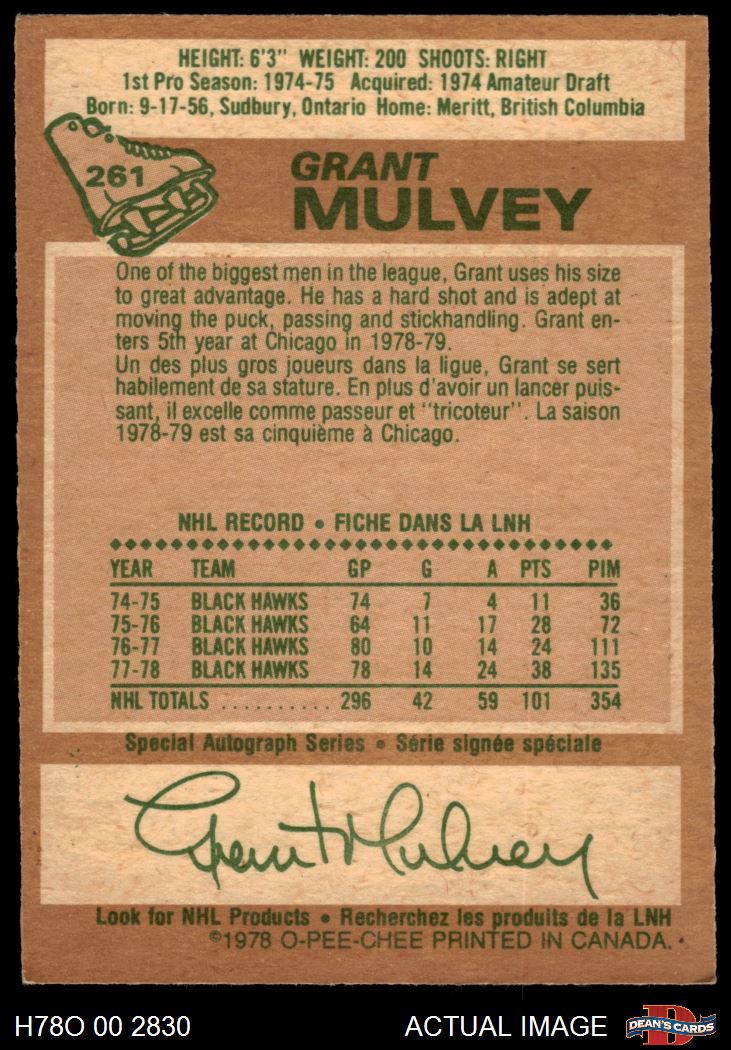 HEIGHT: 6'3" WEIGHT: 200 SHOOTS: RIGHT
1st Pro Season: 1974-75 Acquired: 1974 Amateur Draft
Born: 9-17-56, Sudbury, Ontario Home: Meritt, British Columbia
261
GRANT
MULVEY
One of the biggest men in the league, Grant uses his size
to great advantage. He has a hard shot and is adept at
moving the puck, passing and stickhandling. Grant en-
ters 5th year at Chicago in 1978-79.
Un des plus gros joueurs dans la ligue, Grant se sert
habilement de sa stature. En plus d'avoir un lancer puis-
sant, il excelle comme passeur et "tricoteur". La saison
1978-79 est sa cinquième à Chicago.
NHL RECORD • FICHE DANS LA LNH
YEAR TEAM GP G A PTS PIM
74-75 BLACK HAWKS 74 7 4 11 36
75-76 BLACK HAWKS 64 11 17 28 72
76-77 BLACK HAWKS 80 10 14 24 111
77-78 BLACK HAWKS 78 14 24 38 135
NHL TOTALS .......... 296 42 59 101 354
Special Autograph Series • Série signée spéciale
Grant Mulvey
Look for NHL Products • Recherchez les produits de la LNH
©1978 O-PEE-CHEE PRINTED IN CANADA.
H78O 00 2830 ACTUAL IMAGE DEAN'S CARDS